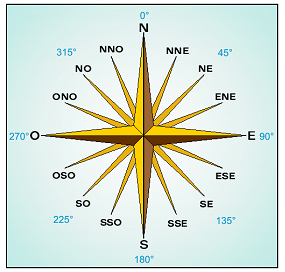 0°
N
NNO NNE
315° 45°
NO NE
ONO ENE
270° O E 90°
OSO ESE
SO SE
225° 135°
SSO SSE
S
180°